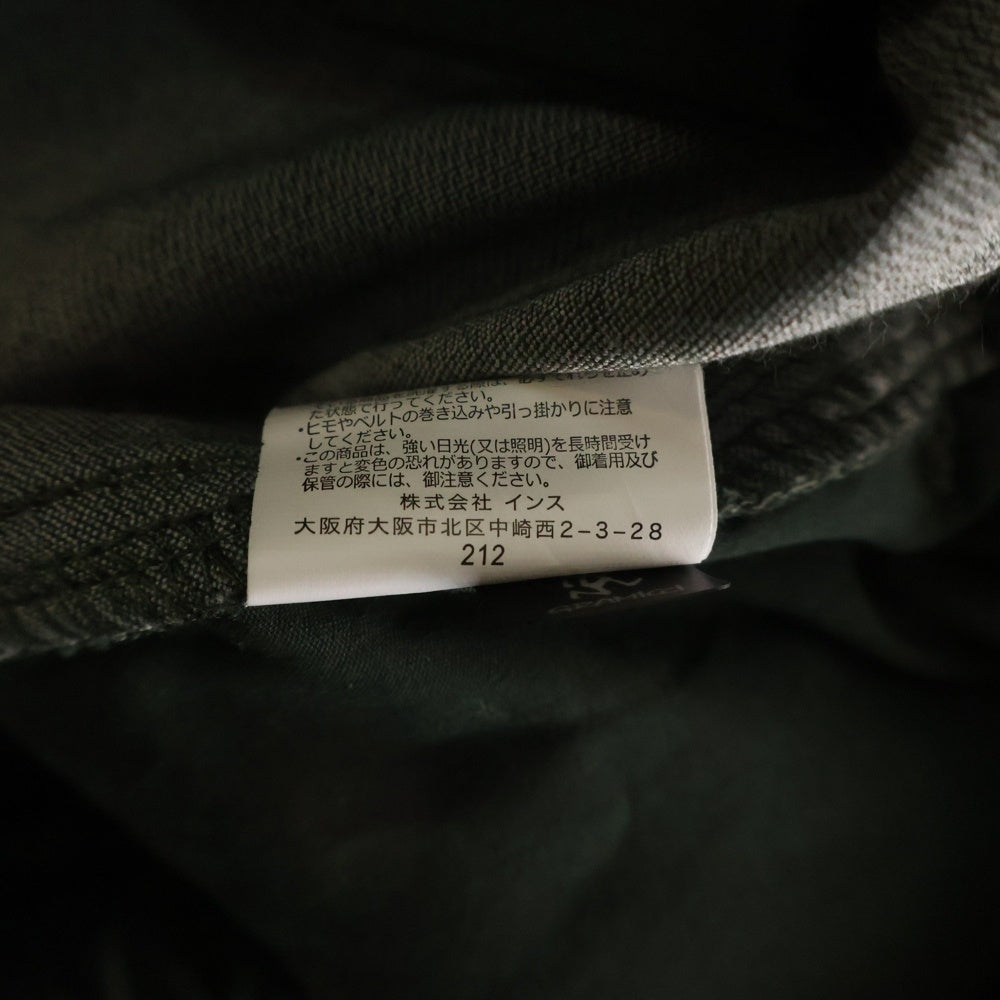 た状態で行ってください。
・ヒモやベルトの巻き込みや引っ掛かりに注意
してください。
・この商品は、強い日光(又は照明)を長時間受け
ますと変色の恐れがありますので、御着用及び
保管の際には、御注意ください。
株式会社 インス
大阪府大阪市北区中崎西2-3-28
212